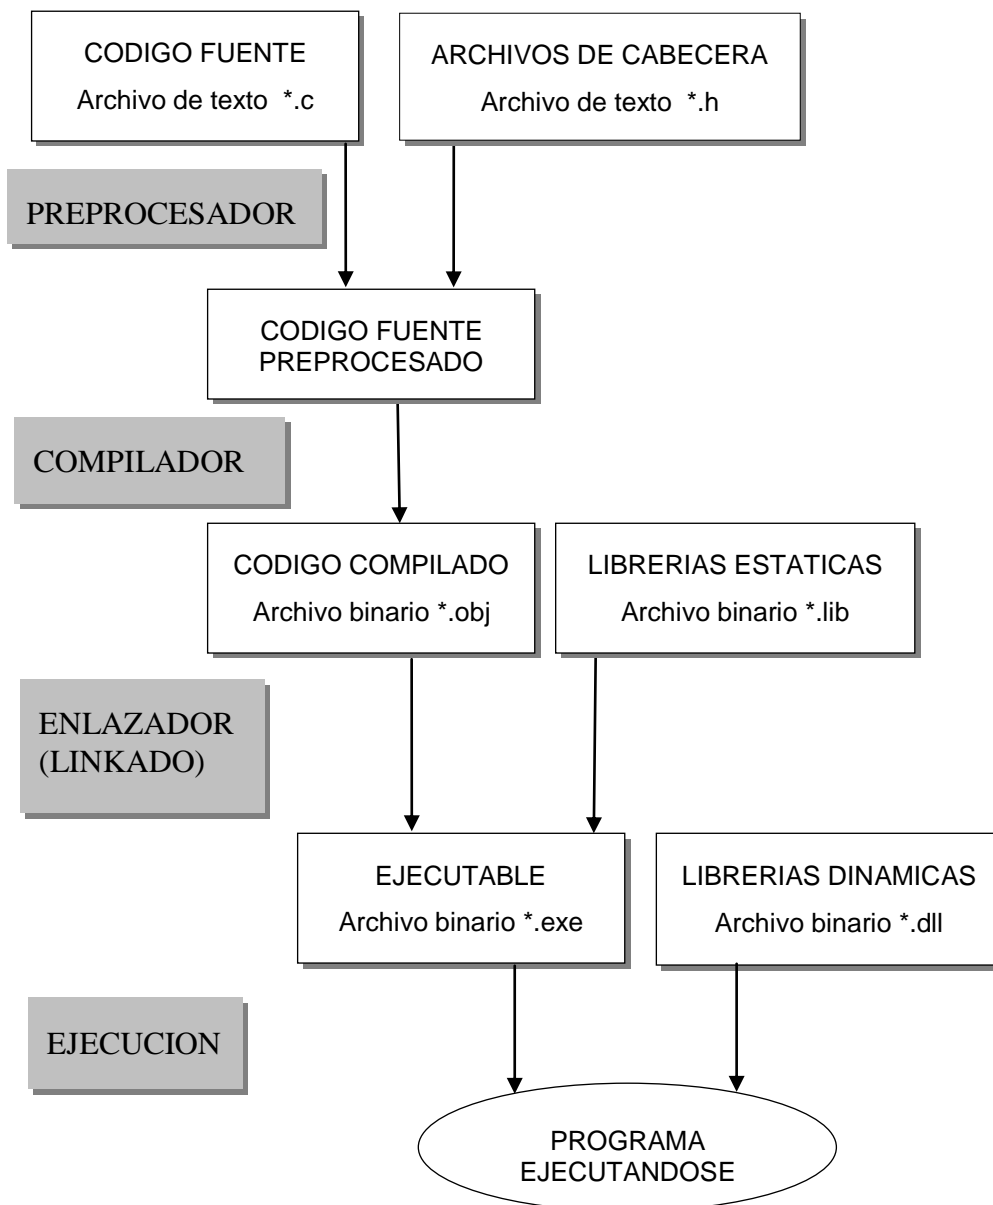 CODIGO FUENTE
Archivo de texto *.c
ARCHIVOS DE CABECERA
Archivo de texto *.h
PREPROCESADOR
CODIGO FUENTE
PREPROCESADO
COMPILADOR
CODIGO COMPILADO
Archivo binario *.obj
LIBRERIAS ESTATICAS
Archivo binario *.lib
ENLAZADOR
(LINKADO)
EJECUTABLE
Archivo binario *.exe
LIBRERIAS DINAMICAS
Archivo binario *.dll
EJECUCION
PROGRAMA
EJECUTANDOSE